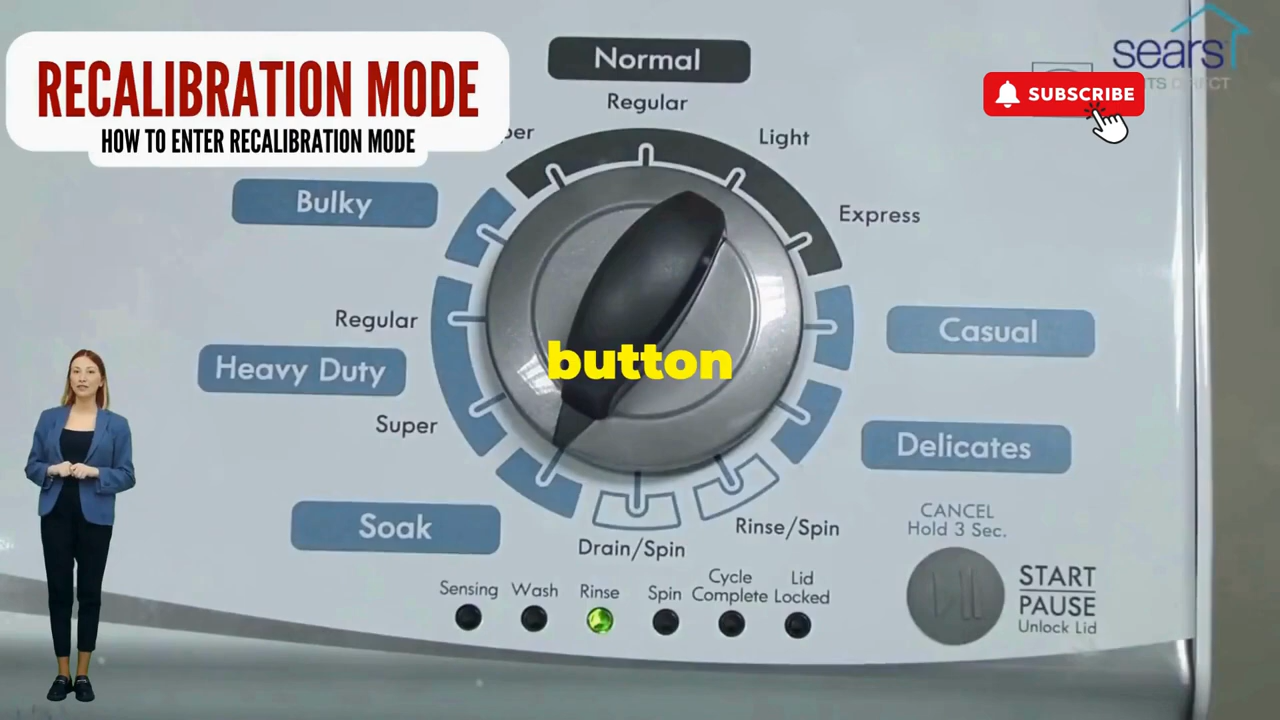 RECALIBRATION MODE
HOW TO ENTER RECALIBRATION MODE
Normal
Regular
Light
Express
Bulky
Regular
Heavy Duty
Super
Soak
Drain/Spin
Rinse/Spin
Casual
Delicates
button
sears
SUBSCRIBE
CANCEL
Hold 3 Sec.
START
PAUSE
Unlock Lid
Sensing
Wash
Rinse
Spin
Cycle
Complete
Lid
Locked